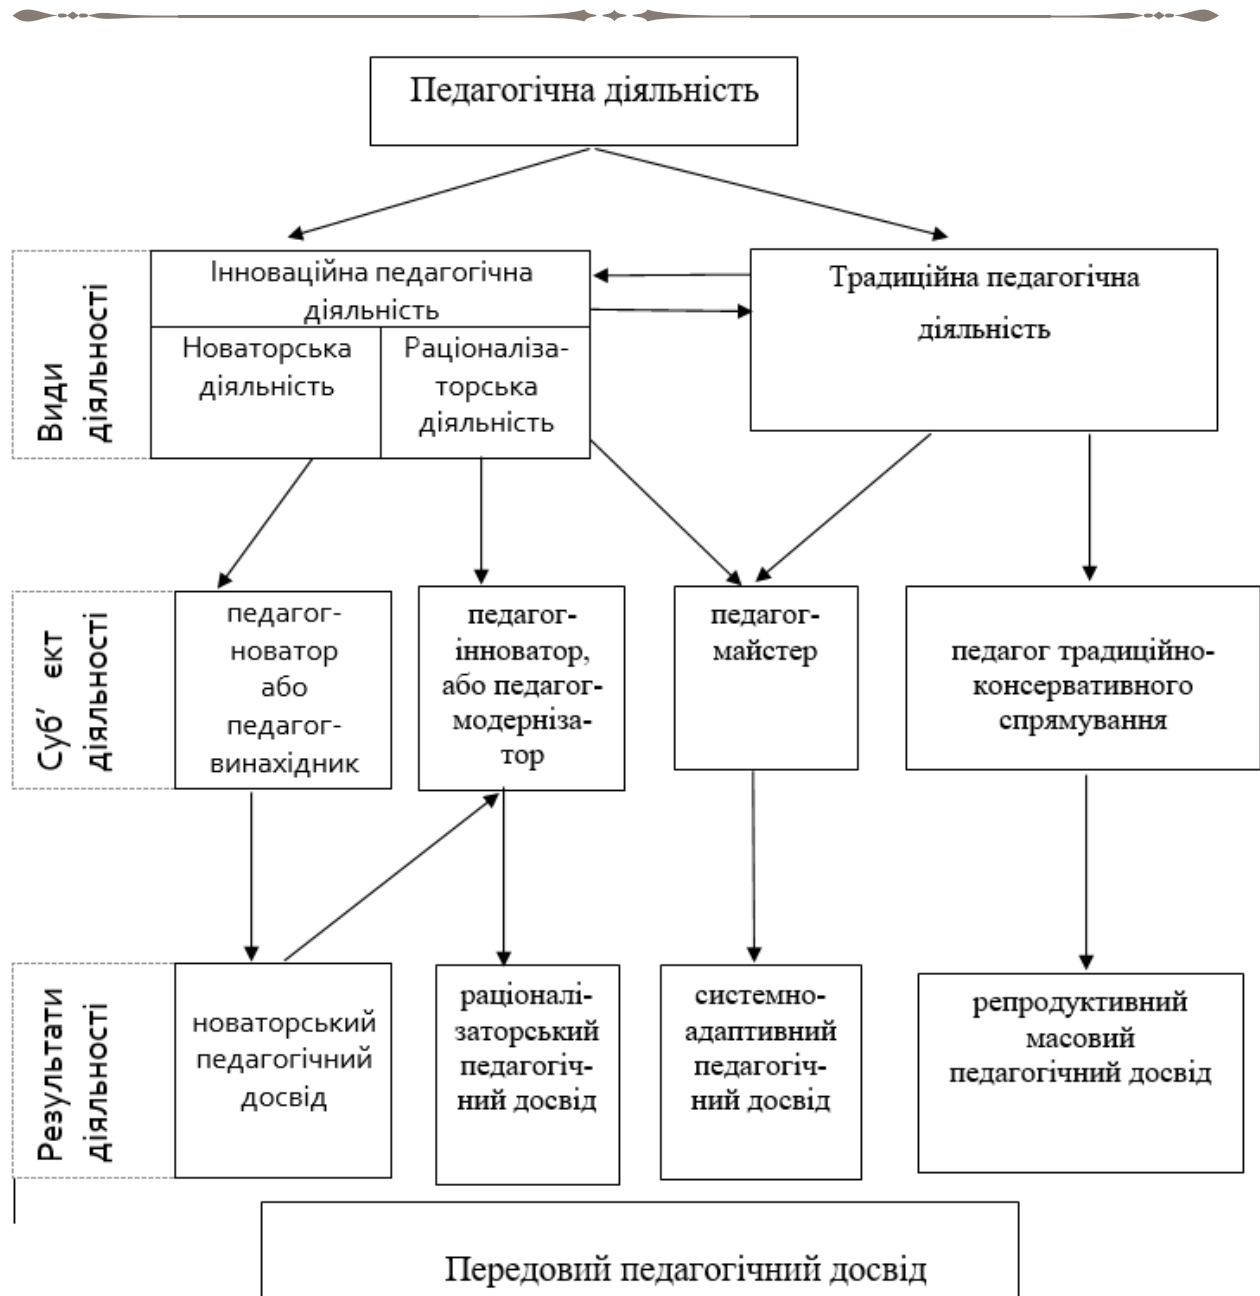 Педагогічна діяльність
Види
діяльності
Інноваційна педагогічна
діяльність
Новаторська
діяльність
Раціоналіза-
торська
діяльність
Традиційна педагогічна
діяльність
Суб’ єкт
діяльності
педагог-
новатор
або
педагог-
винахідник
педагог-
інноватор,
або педагог-
модерніза-
тор
педагог-
майстер
педагог традиційно-
консервативного
спрямування
Результати
діяльності
новаторський
педагогічний
досвід
раціоналі-
заторський
педагогіч-
ний досвід
системно-
адаптивний
педагогіч-
ний досвід
репродуктивний
масовий
педагогічний досвід
Передовий педагогічний досвід